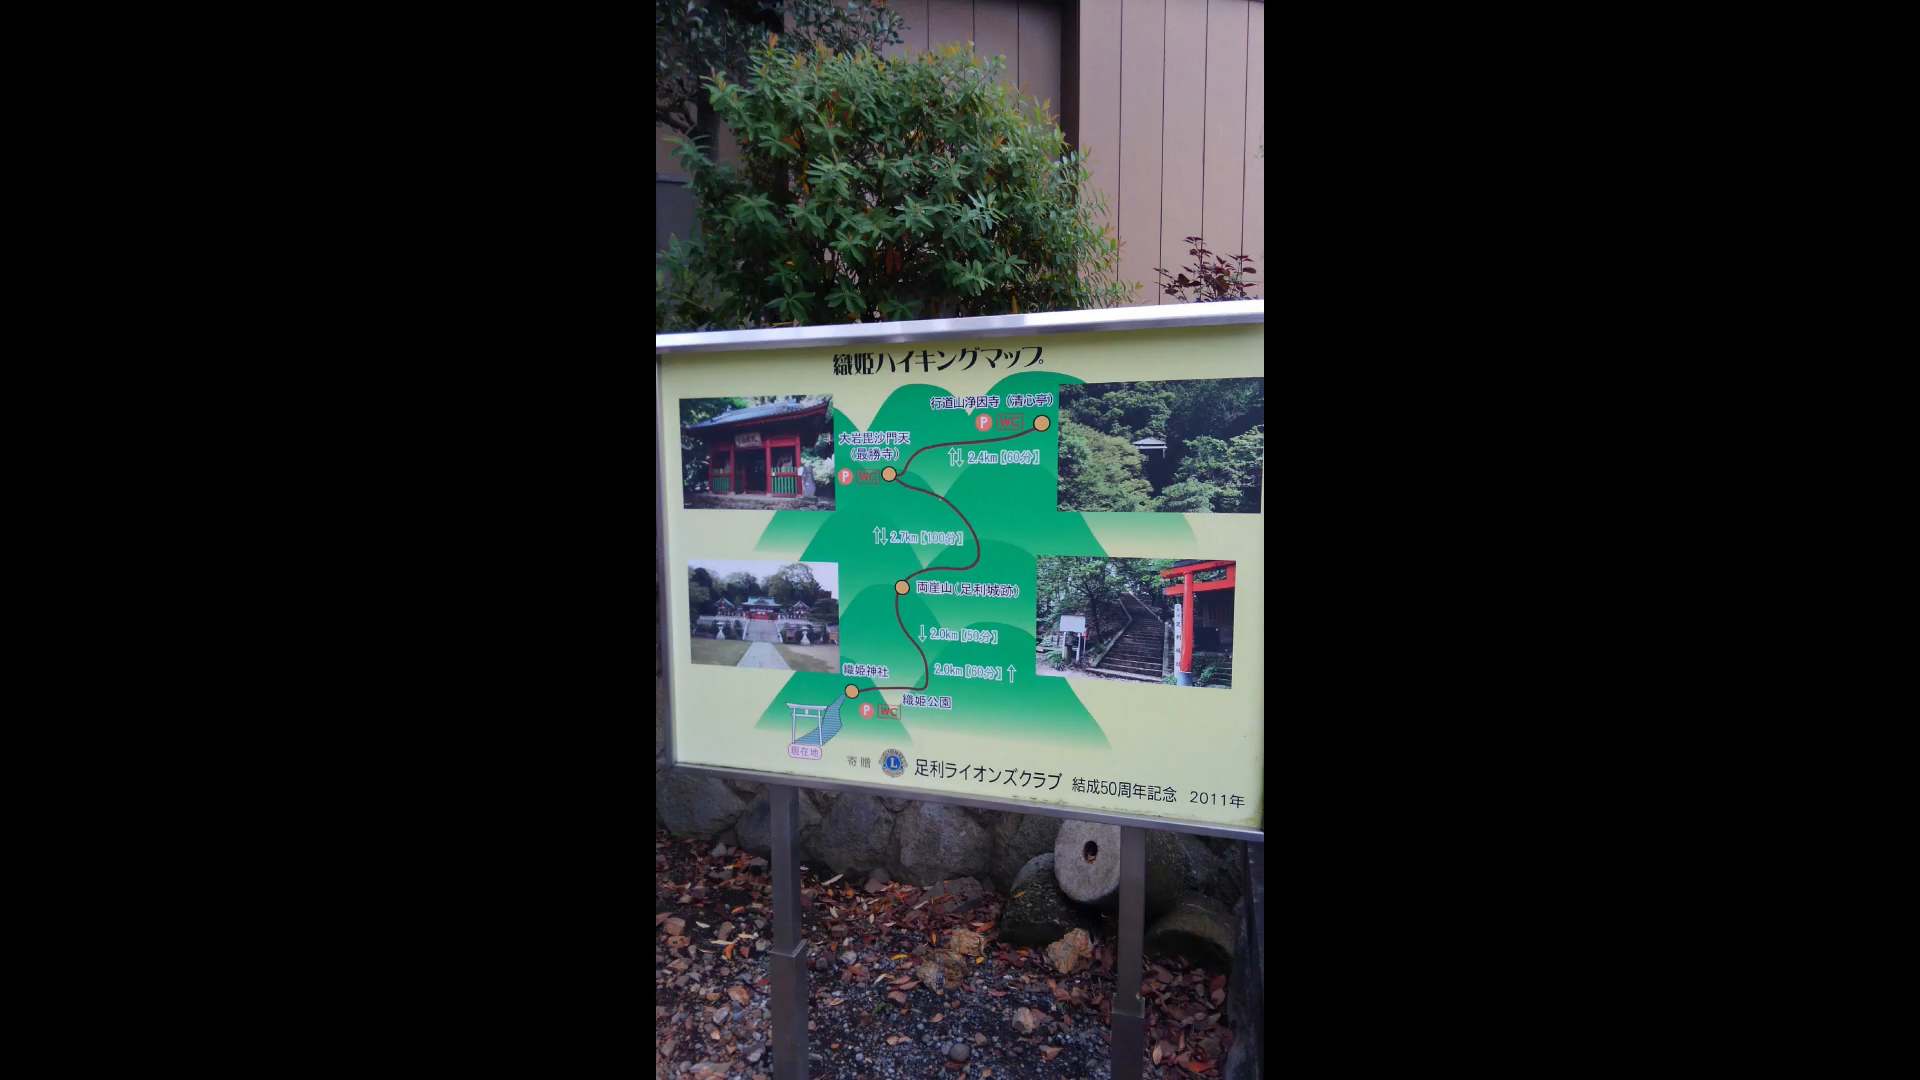 織姫ハイキングマップ
行道山浄因寺（清心亭）
P WC
大岩毘沙門天
（最勝寺）
P WC
↑↓ 2.4km［60分］
↑↓ 2.7km［100分］
両崖山（足利城跡）
↓ 2.0km［50分］
2.0km［60分］↑
織姫神社
織姫公園
P WC
現在地
寄贈 L 足利ライオンズクラブ 結成50周年記念 2011年